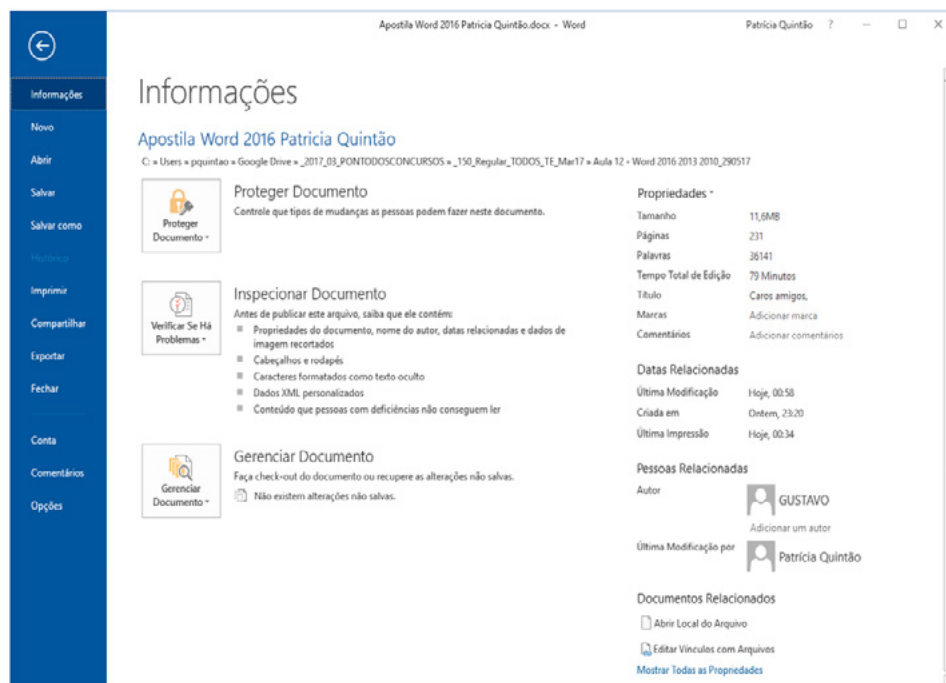 Apostila Word 2016 Patricia Quintão.docx - Word
Patrícia Quintão ?
Informações
Novo
Abrir
Salvar
Salvar como
Histórico
Imprimir
Compartilhar
Exportar
Fechar
Conta
Comentários
Opções
Informações
Apostila Word 2016 Patricia Quintão
C: » Users » pquintao » Google Drive » _2017_03_PONTODOSCONCURSOS » _150_Regular_TODOS_TE_Mar17 » Aula 12 - Word 2016 2013 2010_290517
Proteger
Documento
Proteger Documento
Controle que tipos de mudanças as pessoas podem fazer neste documento.
Verificar Se Há
Problemas
Inspecionar Documento
Antes de publicar este arquivo, saiba que ele contém:
Propriedades do documento, nome do autor, datas relacionadas e dados de
imagem recortados
Cabeçalhos e rodapés
Caracteres formatados como texto oculto
Dados XML personalizados
Conteúdo que pessoas com deficiências não conseguem ler
Gerenciar
Documento
Gerenciar Documento
Faça check-out do documento ou recupere as alterações não salvas.
Não existem alterações não salvas.
Propriedades
Tamanho 11,6MB
Páginas 231
Palavras 36141
Tempo Total de Edição 79 Minutos
Título Caros amigos,
Marcas Adicionar marca
Comentários Adicionar comentários
Datas Relacionadas
Última Modificação Hoje, 00:58
Criada em Ontem, 23:20
Última Impressão Hoje, 00:34
Pessoas Relacionadas
Autor GUSTAVO
Adicionar um autor
Última Modificação por Patrícia Quintão
Documentos Relacionados
Abrir Local do Arquivo
Editar Vínculos com Arquivos
Mostrar Todas as Propriedades